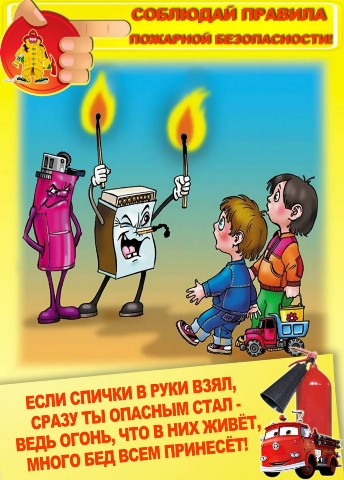 СОБЛЮДАЙ ПРАВИЛА
ПОЖАРНОЙ БЕЗОПАСНОСТИ!
ЕСЛИ СПИЧКИ В РУКИ ВЗЯЛ,
СРАЗУ ТЫ ОПАСНЫМ СТАЛ -
ВЕДЬ ОГОНЬ, ЧТО В НИХ ЖИВЁТ,
МНОГО БЕД ВСЕМ ПРИНЕСЁТ!